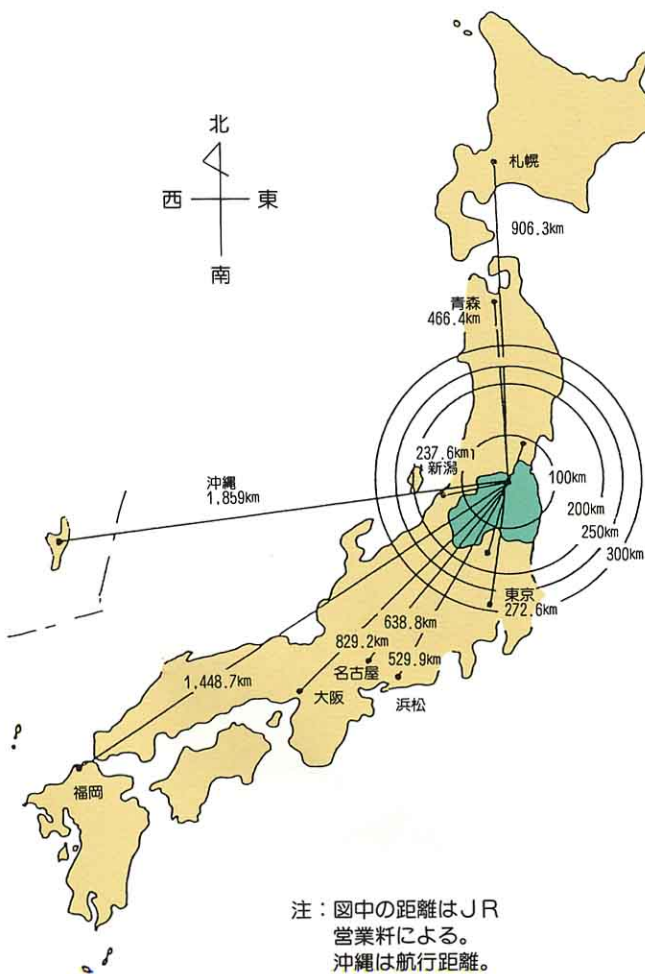 北
西
東
南
札幌
906.3km
青森
466.4km
237.6km
新潟
沖縄
1,859km
100km
200km
250km
300km
東京
272.6km
638.8km
829.2km
529.9km
名古屋
1,448.7km
大阪
浜松
福岡
注：図中の距離はＪＲ
営業料による。
沖縄は航行距離。